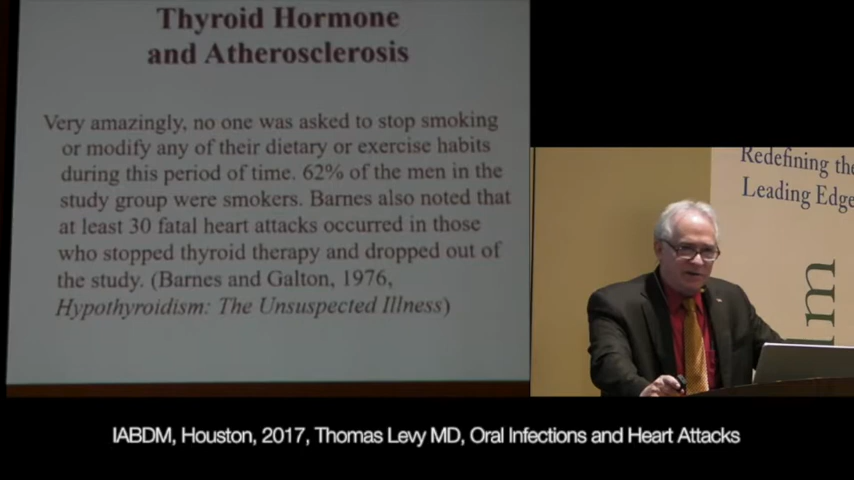 Thyroid Hormone
and Atherosclerosis
Very amazingly, no one was asked to stop smoking
or modify any of their dietary or exercise habits
during this period of time. 62% of the men in the
study group were smokers. Barnes also noted that
at least 30 fatal heart attacks occurred in those
who stopped thyroid therapy and dropped out of
the study. (Barnes and Galton, 1976,
Hypothyroidism: The Unsuspected Illness)
Redefining the
Leading Edge
IABDM, Houston, 2017, Thomas Levy MD, Oral Infections and Heart Attacks